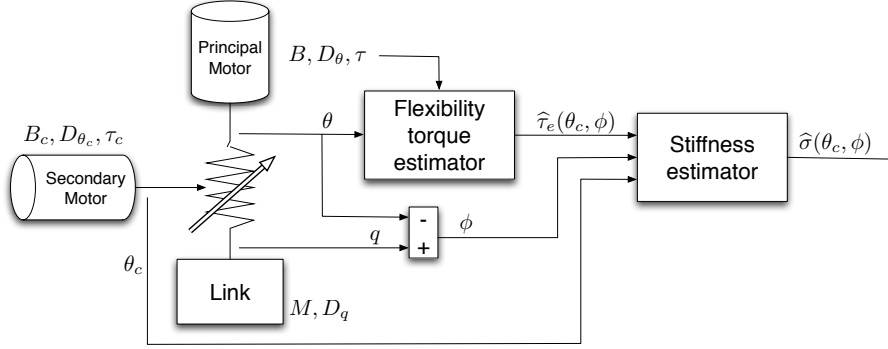 Principal
Motor
B, D_θ, τ
Flexibility
torque
estimator
θ
τ̂_e(θ_c, ϕ)
Stiffness
estimator
σ̂(θ_c, ϕ)
B_c, D_{θ_c}, τ_c
Secondary
Motor
-
+
ϕ
q
θ_c
Link
M, D_q